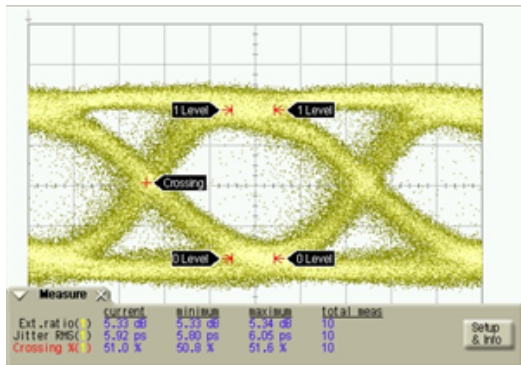 1 Level
1 Level
Crossing
0 Level
0 Level
Measure
current minimum maximum total meas
Ext.ratio( ) 5.33 dB 5.33 dB 5.34 dB 10
Jitter RMS( ) 5.92 ps 5.80 ps 6.05 ps 10
Crossing %( ) 51.0 % 50.8 % 51.6 % 10
Setup
& Info